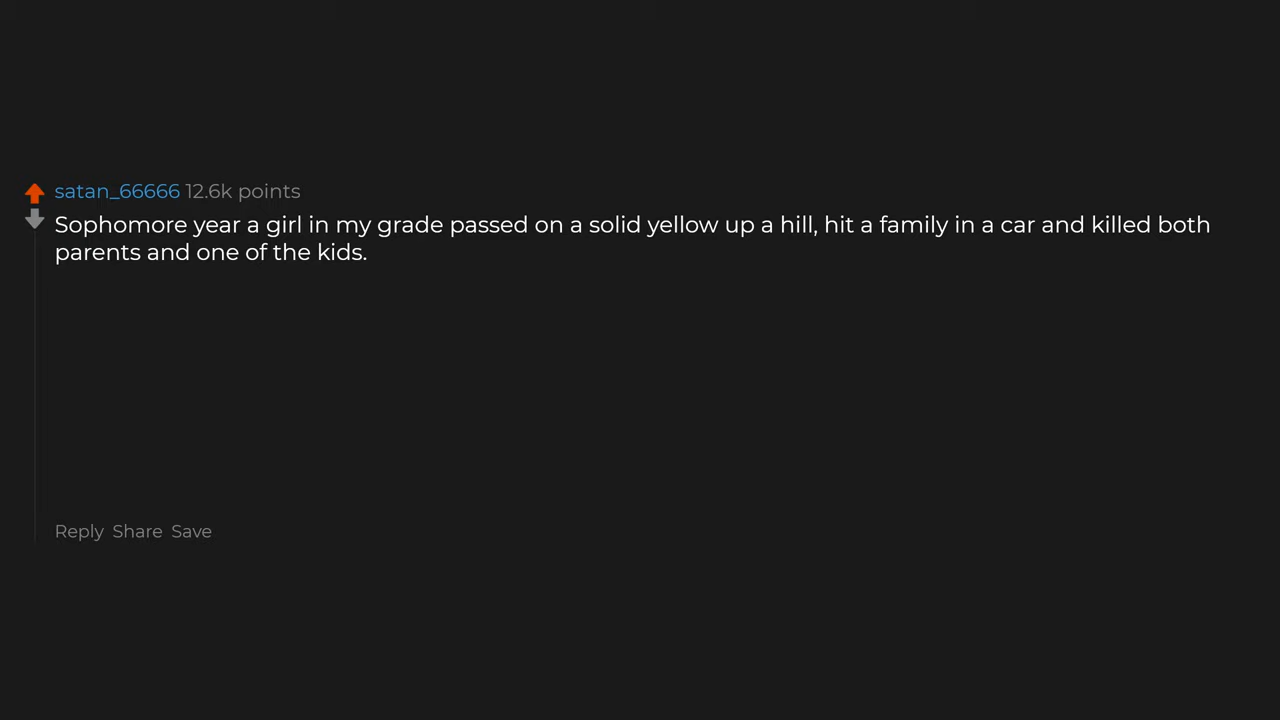 satan_66666 12.6k points
Sophomore year a girl in my grade passed on a solid yellow up a hill, hit a family in a car and killed both
parents and one of the kids.
Reply Share Save